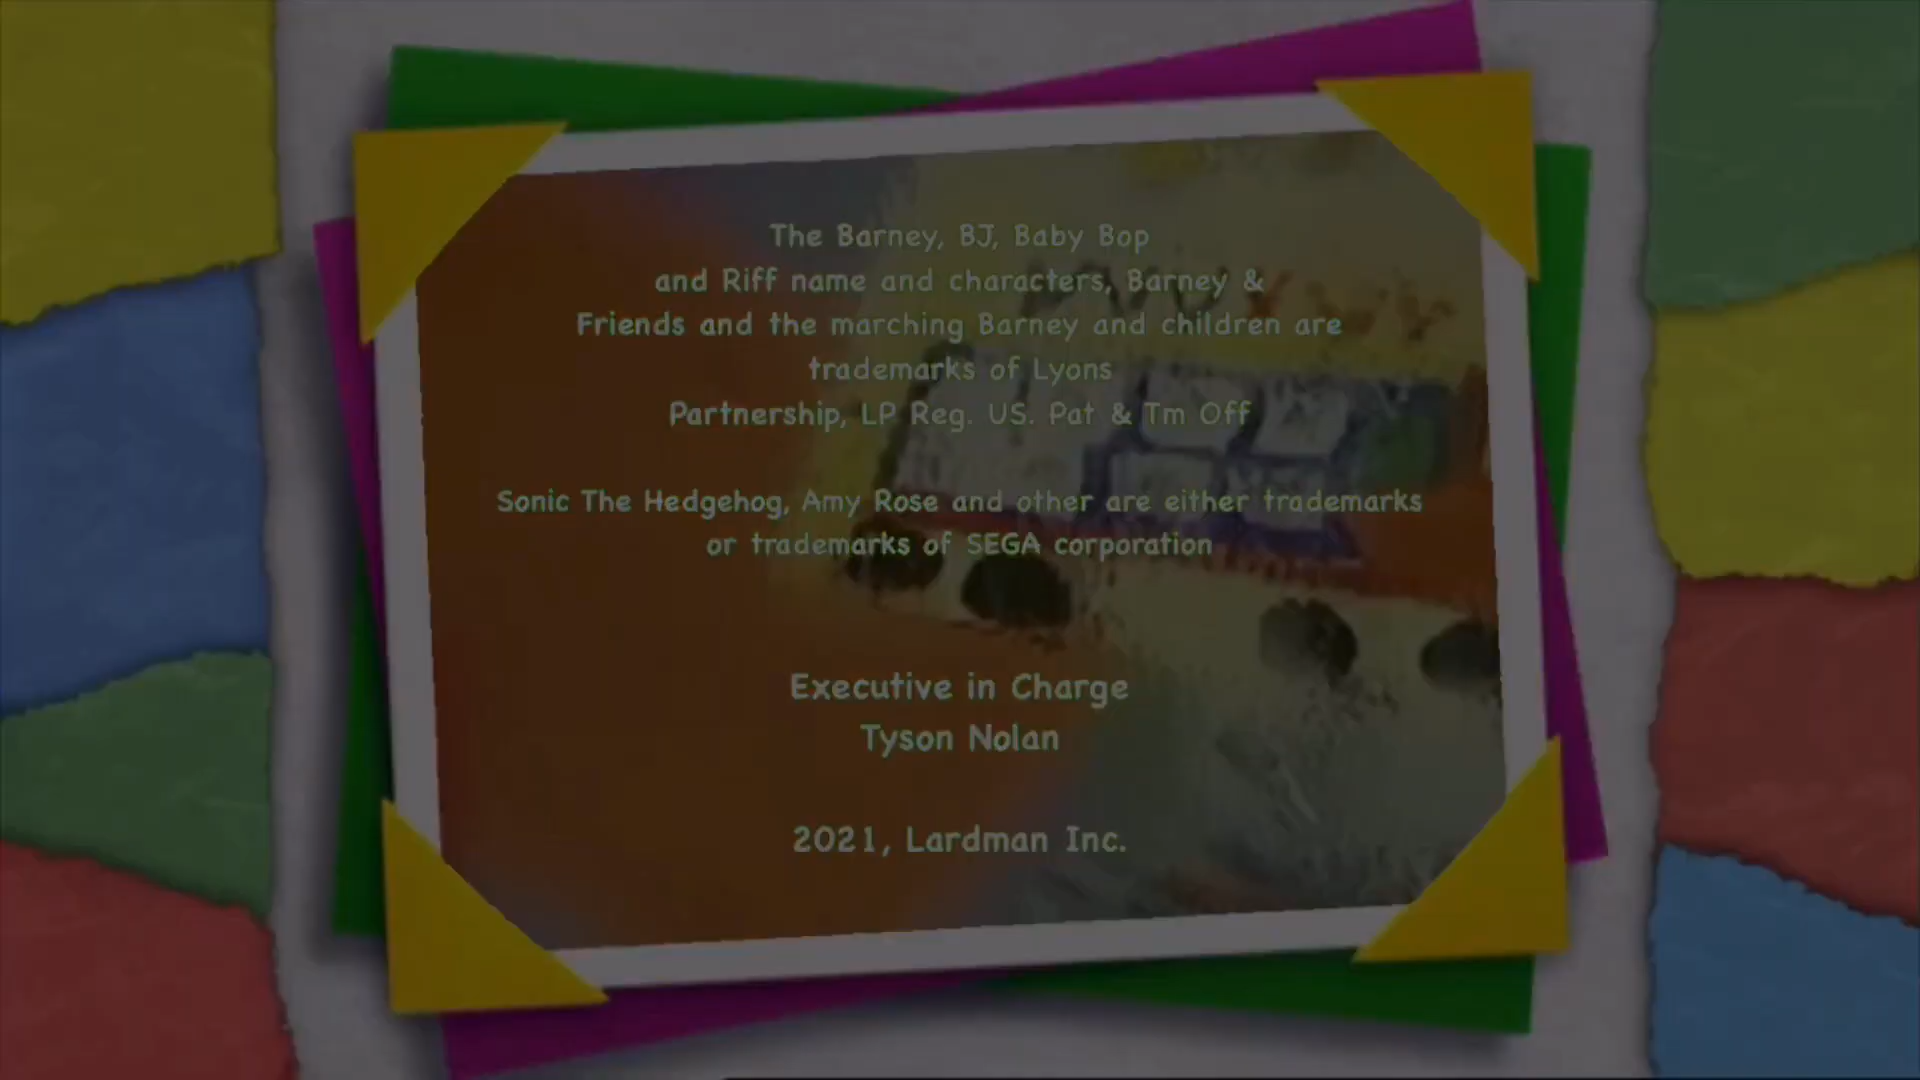 The Barney, BJ, Baby Bop
and Riff name and characters, Barney &
Friends and the marching Barney and children are
trademarks of Lyons
Partnership, LP Reg. US. Pat & Tm Off
Sonic The Hedgehog, Amy Rose and other are either trademarks
or trademarks of SEGA corporation
Executive in Charge
Tyson Nolan
2021, Lardman Inc.